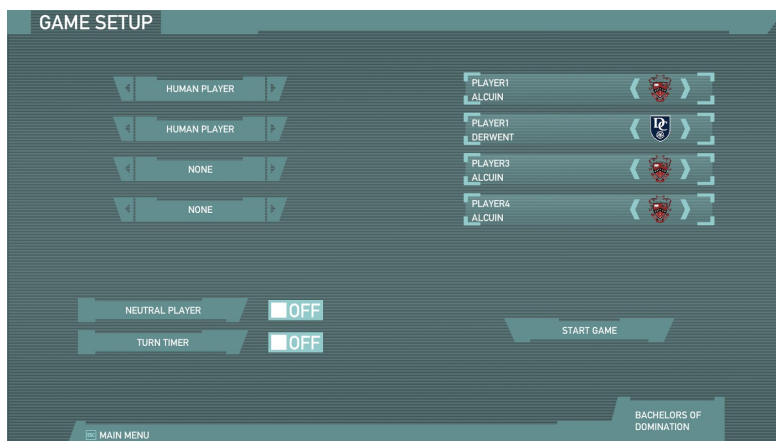 GAME SETUP
HUMAN PLAYER
PLAYER1
ALCUIN
HUMAN PLAYER
PLAYER1
DERWENT
DC
NONE
PLAYER3
ALCUIN
NONE
PLAYER4
ALCUIN
NEUTRAL PLAYER
OFF
TURN TIMER
OFF
START GAME
BACHELORS OF
DOMINATION
ESC MAIN MENU